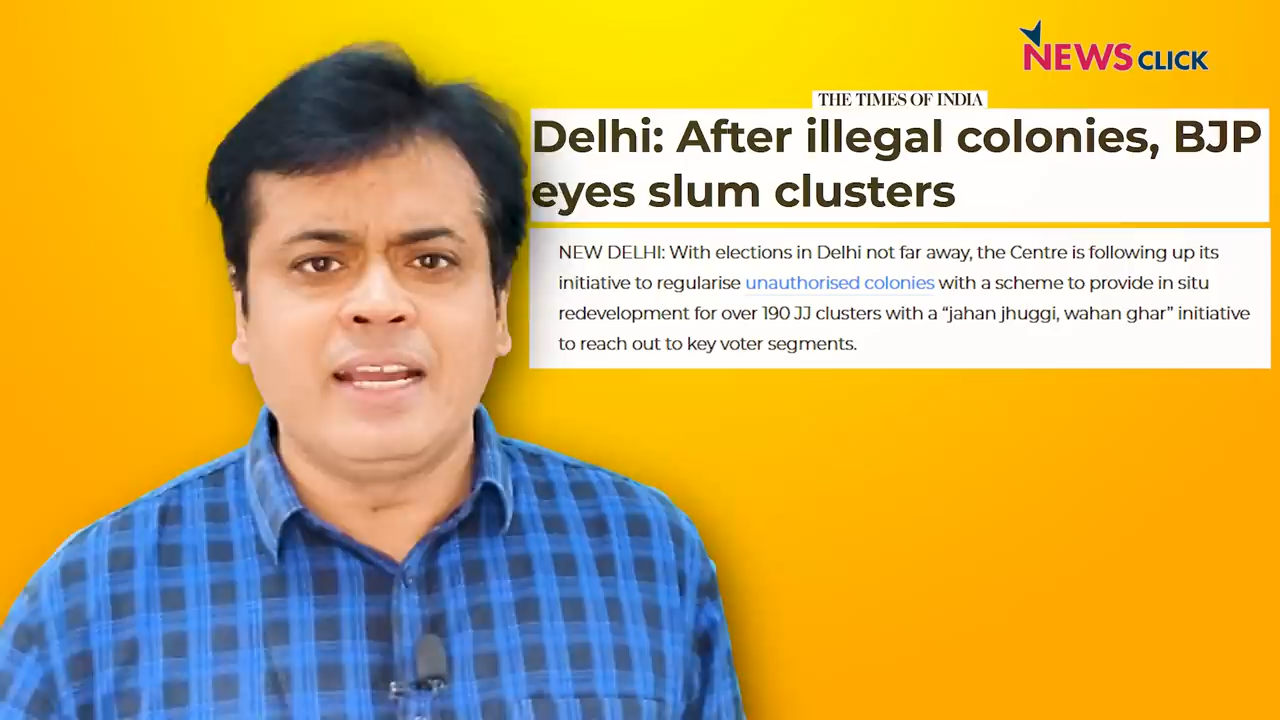 NEWS CLICK
THE TIMES OF INDIA
Delhi: After illegal colonies, BJP
eyes slum clusters
NEW DELHI: With elections in Delhi not far away, the Centre is following up its
initiative to regularise unauthorised colonies with a scheme to provide in situ
redevelopment for over 190 JJ clusters with a “jahan jhuggi, wahan ghar” initiative
to reach out to key voter segments.